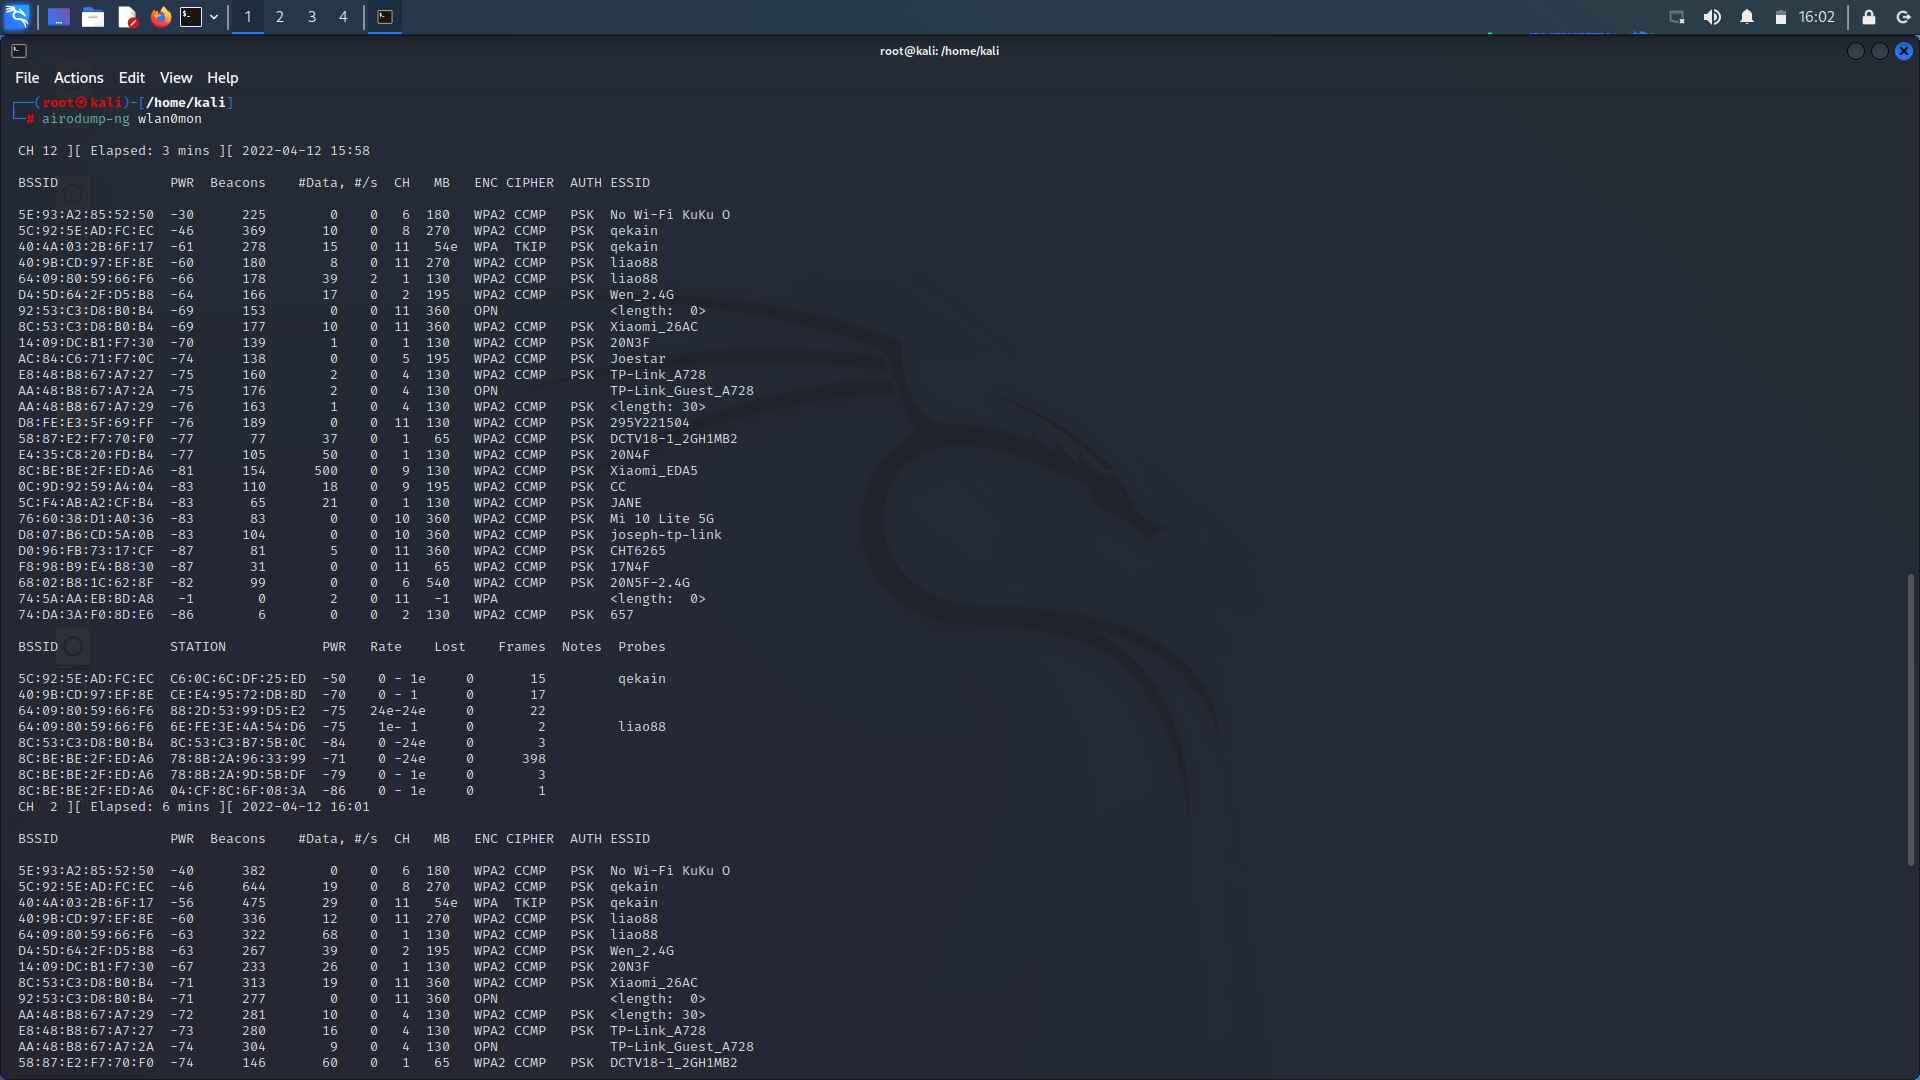 1 2 3 4 16:02
root@kali: /home/kali
File Actions Edit View Help
┌──(root㉿kali)-[/home/kali]
└─# airodump-ng wlan0mon
CH 12 ][ Elapsed: 3 mins ][ 2022-04-12 15:58
BSSID PWR Beacons #Data, #/s CH MB ENC CIPHER AUTH ESSID
5E:93:A2:85:52:50 -30 225 0 0 6 180 WPA2 CCMP PSK No Wi-Fi KuKu O
5C:92:5E:AD:FC:EC -46 369 10 0 8 270 WPA2 CCMP PSK qekain
40:4A:03:2B:6F:17 -61 278 15 0 11 54e WPA TKIP PSK qekain
40:9B:CD:97:EF:8E -60 180 8 0 11 270 WPA2 CCMP PSK liao88
64:09:80:59:66:F6 -66 178 39 2 1 130 WPA2 CCMP PSK liao88
D4:5D:64:2F:D5:B8 -64 166 17 0 2 195 WPA2 CCMP PSK Wen_2.4G
92:53:C3:D8:B0:B4 -69 153 0 0 11 360 OPN <length: 0>
8C:53:C3:D8:B0:B4 -69 177 10 0 11 360 WPA2 CCMP PSK Xiaomi_26AC
14:09:DC:B1:F7:30 -70 139 1 0 1 130 WPA2 CCMP PSK 20N3F
AC:84:C6:71:F7:0C -74 138 0 0 5 195 WPA2 CCMP PSK Joestar
E8:48:B8:67:A7:27 -75 160 2 0 4 130 WPA2 CCMP PSK TP-Link_A728
AA:48:B8:67:A7:2A -75 176 2 0 4 130 OPN TP-Link_Guest_A728
AA:48:B8:67:A7:29 -76 163 1 0 4 130 WPA2 CCMP PSK <length: 30>
D8:FE:E3:5F:69:FF -76 189 0 0 11 130 WPA2 CCMP PSK 295Y221504
58:87:E2:F7:70:F0 -77 77 37 0 1 65 WPA2 CCMP PSK DCTV18-1_2GH1MB2
E4:35:C8:20:FD:B4 -77 105 50 0 1 130 WPA2 CCMP PSK 20N4F
8C:BE:BE:2F:ED:A6 -81 154 500 0 9 130 WPA2 CCMP PSK Xiaomi_EDA5
0C:9D:92:59:A4:04 -83 110 18 0 9 195 WPA2 CCMP PSK CC
5C:F4:AB:A2:CF:B4 -83 65 21 0 1 130 WPA2 CCMP PSK JANE
76:60:38:D1:A0:36 -83 83 0 0 10 360 WPA2 CCMP PSK Mi 10 Lite 5G
D8:07:B6:CD:5A:0B -83 104 0 0 10 360 WPA2 CCMP PSK joseph-tp-link
D0:96:FB:73:17:CF -87 81 5 0 11 360 WPA2 CCMP PSK CHT6265
F8:98:B9:E4:B8:30 -87 31 0 0 11 65 WPA2 CCMP PSK 17N4F
68:02:B8:1C:62:8F -82 99 0 0 6 540 WPA2 CCMP PSK 20N5F-2.4G
74:5A:AA:EB:BD:A8 -1 0 2 0 11 -1 WPA <length: 0>
74:DA:3A:F0:8D:E6 -86 6 0 0 2 130 WPA2 CCMP PSK 657
BSSID STATION PWR Rate Lost Frames Notes Probes
5C:92:5E:AD:FC:EC C6:0C:6C:DF:25:ED -50 0 - 1e 0 15 qekain
40:9B:CD:97:EF:8E CE:E4:95:72:DB:8D -70 0 - 1 0 17
64:09:80:59:66:F6 88:2D:53:99:D5:E2 -75 24e-24e 0 22
64:09:80:59:66:F6 6E:FE:3E:4A:54:D6 -75 1e- 1 0 2 liao88
8C:53:C3:D8:B0:B4 8C:53:C3:B7:5B:0C -84 0 -24e 0 3
8C:BE:BE:2F:ED:A6 78:8B:2A:96:33:99 -71 0 -24e 0 398
8C:BE:BE:2F:ED:A6 78:8B:2A:9D:5B:DF -79 0 - 1e 0 3
8C:BE:BE:2F:ED:A6 04:CF:8C:6F:08:3A -86 0 - 1e 0 1
CH 2 ][ Elapsed: 6 mins ][ 2022-04-12 16:01
BSSID PWR Beacons #Data, #/s CH MB ENC CIPHER AUTH ESSID
5E:93:A2:85:52:50 -40 382 0 0 6 180 WPA2 CCMP PSK No Wi-Fi KuKu O
5C:92:5E:AD:FC:EC -46 644 19 0 8 270 WPA2 CCMP PSK qekain
40:4A:03:2B:6F:17 -56 475 29 0 11 54e WPA TKIP PSK qekain
40:9B:CD:97:EF:8E -60 336 12 0 11 270 WPA2 CCMP PSK liao88
64:09:80:59:66:F6 -63 322 68 0 1 130 WPA2 CCMP PSK liao88
D4:5D:64:2F:D5:B8 -63 267 39 0 2 195 WPA2 CCMP PSK Wen_2.4G
14:09:DC:B1:F7:30 -67 233 26 0 1 130 WPA2 CCMP PSK 20N3F
8C:53:C3:D8:B0:B4 -71 313 19 0 11 360 WPA2 CCMP PSK Xiaomi_26AC
92:53:C3:D8:B0:B4 -71 277 0 0 11 360 OPN <length: 0>
AA:48:B8:67:A7:29 -72 281 10 0 4 130 WPA2 CCMP PSK <length: 30>
E8:48:B8:67:A7:27 -73 280 16 0 4 130 WPA2 CCMP PSK TP-Link_A728
AA:48:B8:67:A7:2A -74 304 9 0 4 130 OPN TP-Link_Guest_A728
58:87:E2:F7:70:F0 -74 146 60 0 1 65 WPA2 CCMP PSK DCTV18-1_2GH1MB2